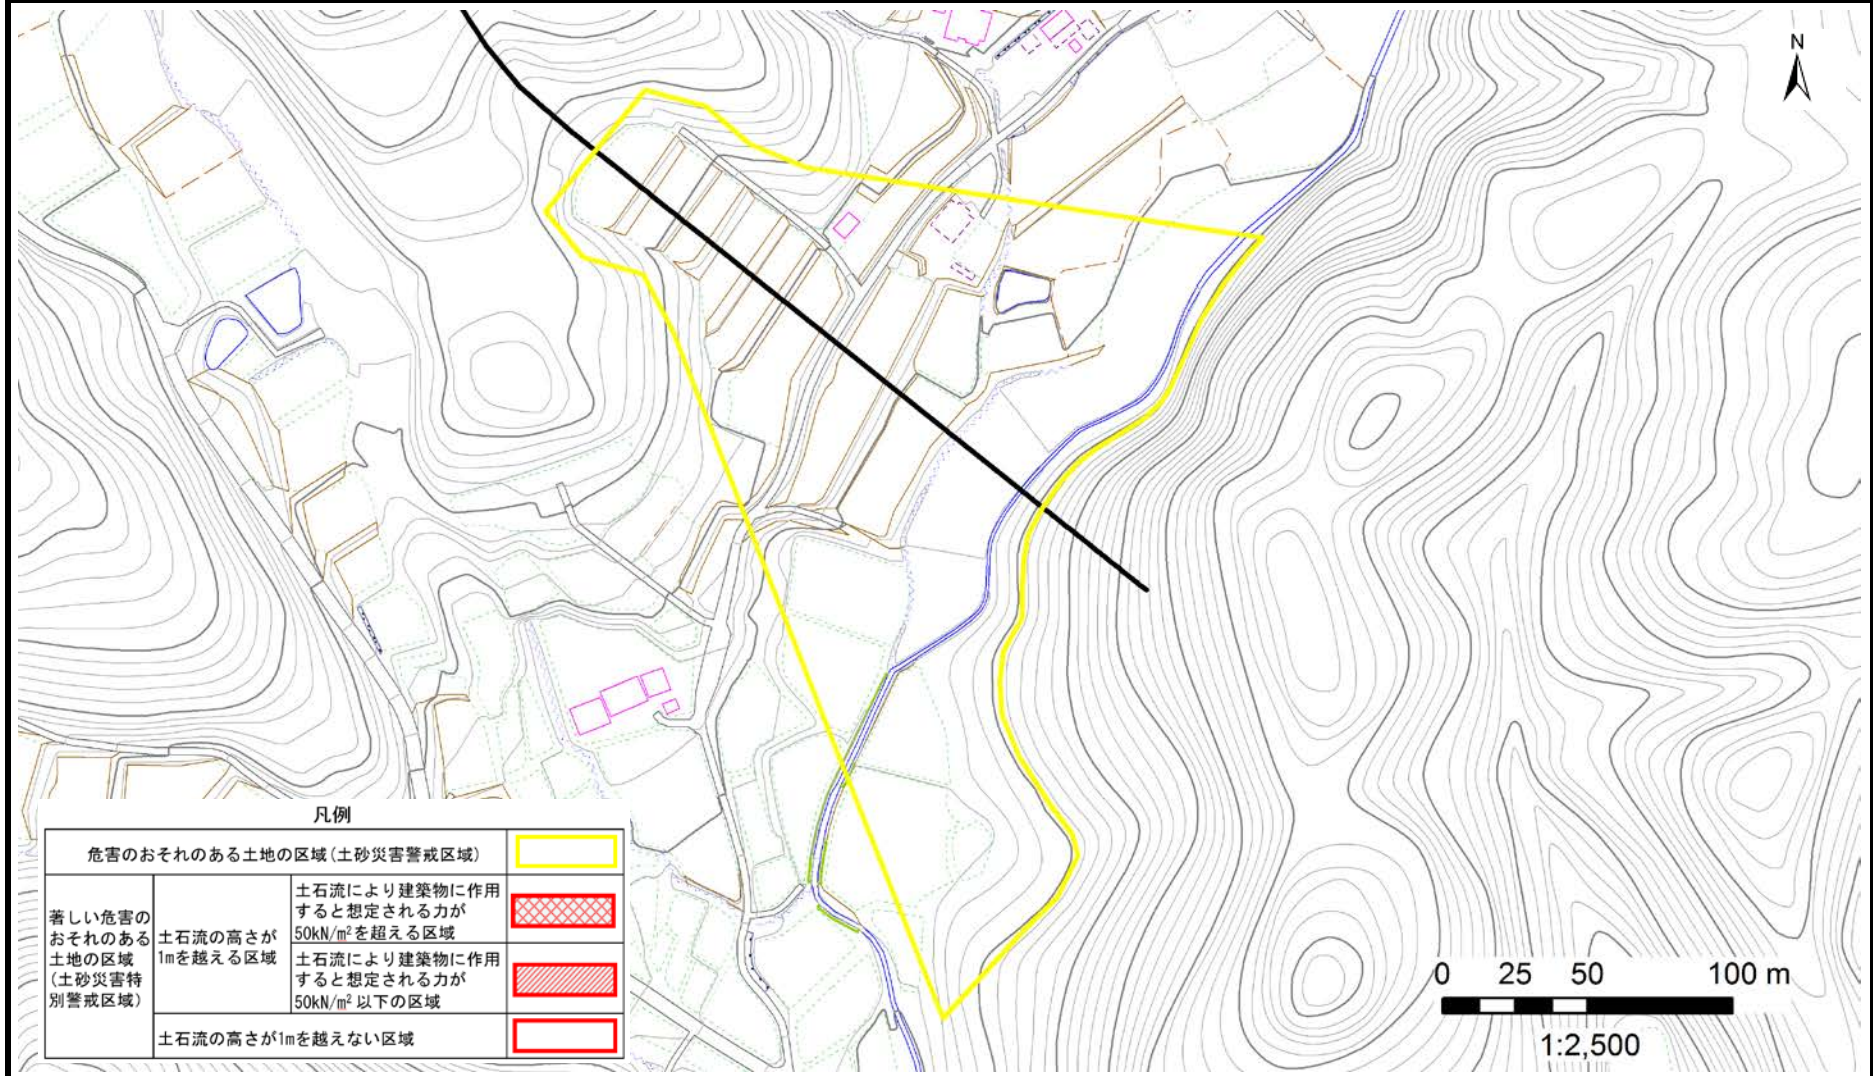 N
凡例
危害のおそれのある土地の区域(土砂災害警戒区域)
著しい危害の
おそれのある
土地の区域
(土砂災害特
別警戒区域)
土石流の高さが
1mを越える区域
土石流により建築物に作用
すると想定される力が
50kN/m²を超える区域
土石流により建築物に作用
すると想定される力が
50kN/m²以下の区域
土石流の高さが1mを越えない区域
0 25 50 100 m
1:2,500